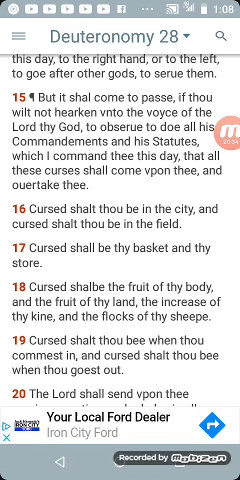 1:08
Deuteronomy 28
this day, to the right hand, or to the left,
to goe after other gods, to serue them.
15 ¶ But it shal come to passe, if thou
wilt not hearken vnto the voyce of the
Lord thy God, to obserue to doe all his
Commandements and his Statutes,
which I command thee this day, that all
these curses shall come vpon thee, and
ouertake thee.
20:54
16 Cursed shalt thou be in the city, and
cursed shalt thou be in the field.
17 Cursed shall be thy basket and thy
store.
18 Cursed shalbe the fruit of thy body,
and the fruit of thy land, the increase of
thy kine, and the flocks of thy sheepe.
19 Cursed shalt thou bee when thou
commest in, and cursed shalt thou bee
when thou goest out.
20 The Lord shall send vpon thee
Your Local Ford Dealer
Iron City Ford
Recorded by mobizen